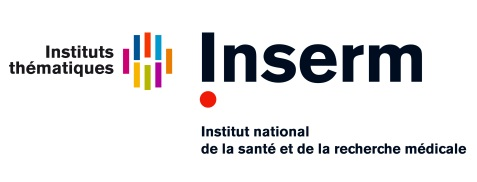 Instituts
thématiques
Inserm
Institut national
de la santé et de la recherche médicale